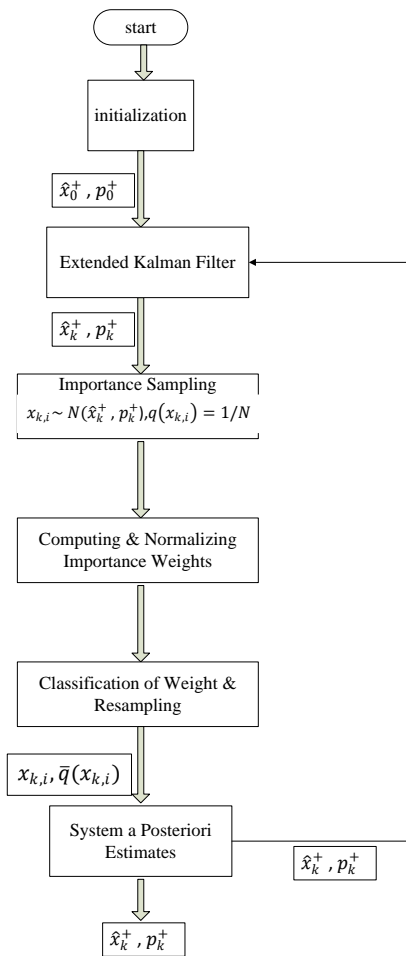 start
initialization
x̂₀⁺ , p₀⁺
Extended Kalman Filter
x̂ₖ⁺ , pₖ⁺
Importance Sampling
xₖ,ᵢ~ N(x̂ₖ⁺ , pₖ⁺),q(xₖ,ᵢ) = 1/N
Computing & Normalizing
Importance Weights
Classification of Weight &
Resampling
xₖ,ᵢ, q̄(xₖ,ᵢ)
System a Posteriori
Estimates
x̂ₖ⁺ , pₖ⁺
x̂ₖ⁺ , pₖ⁺